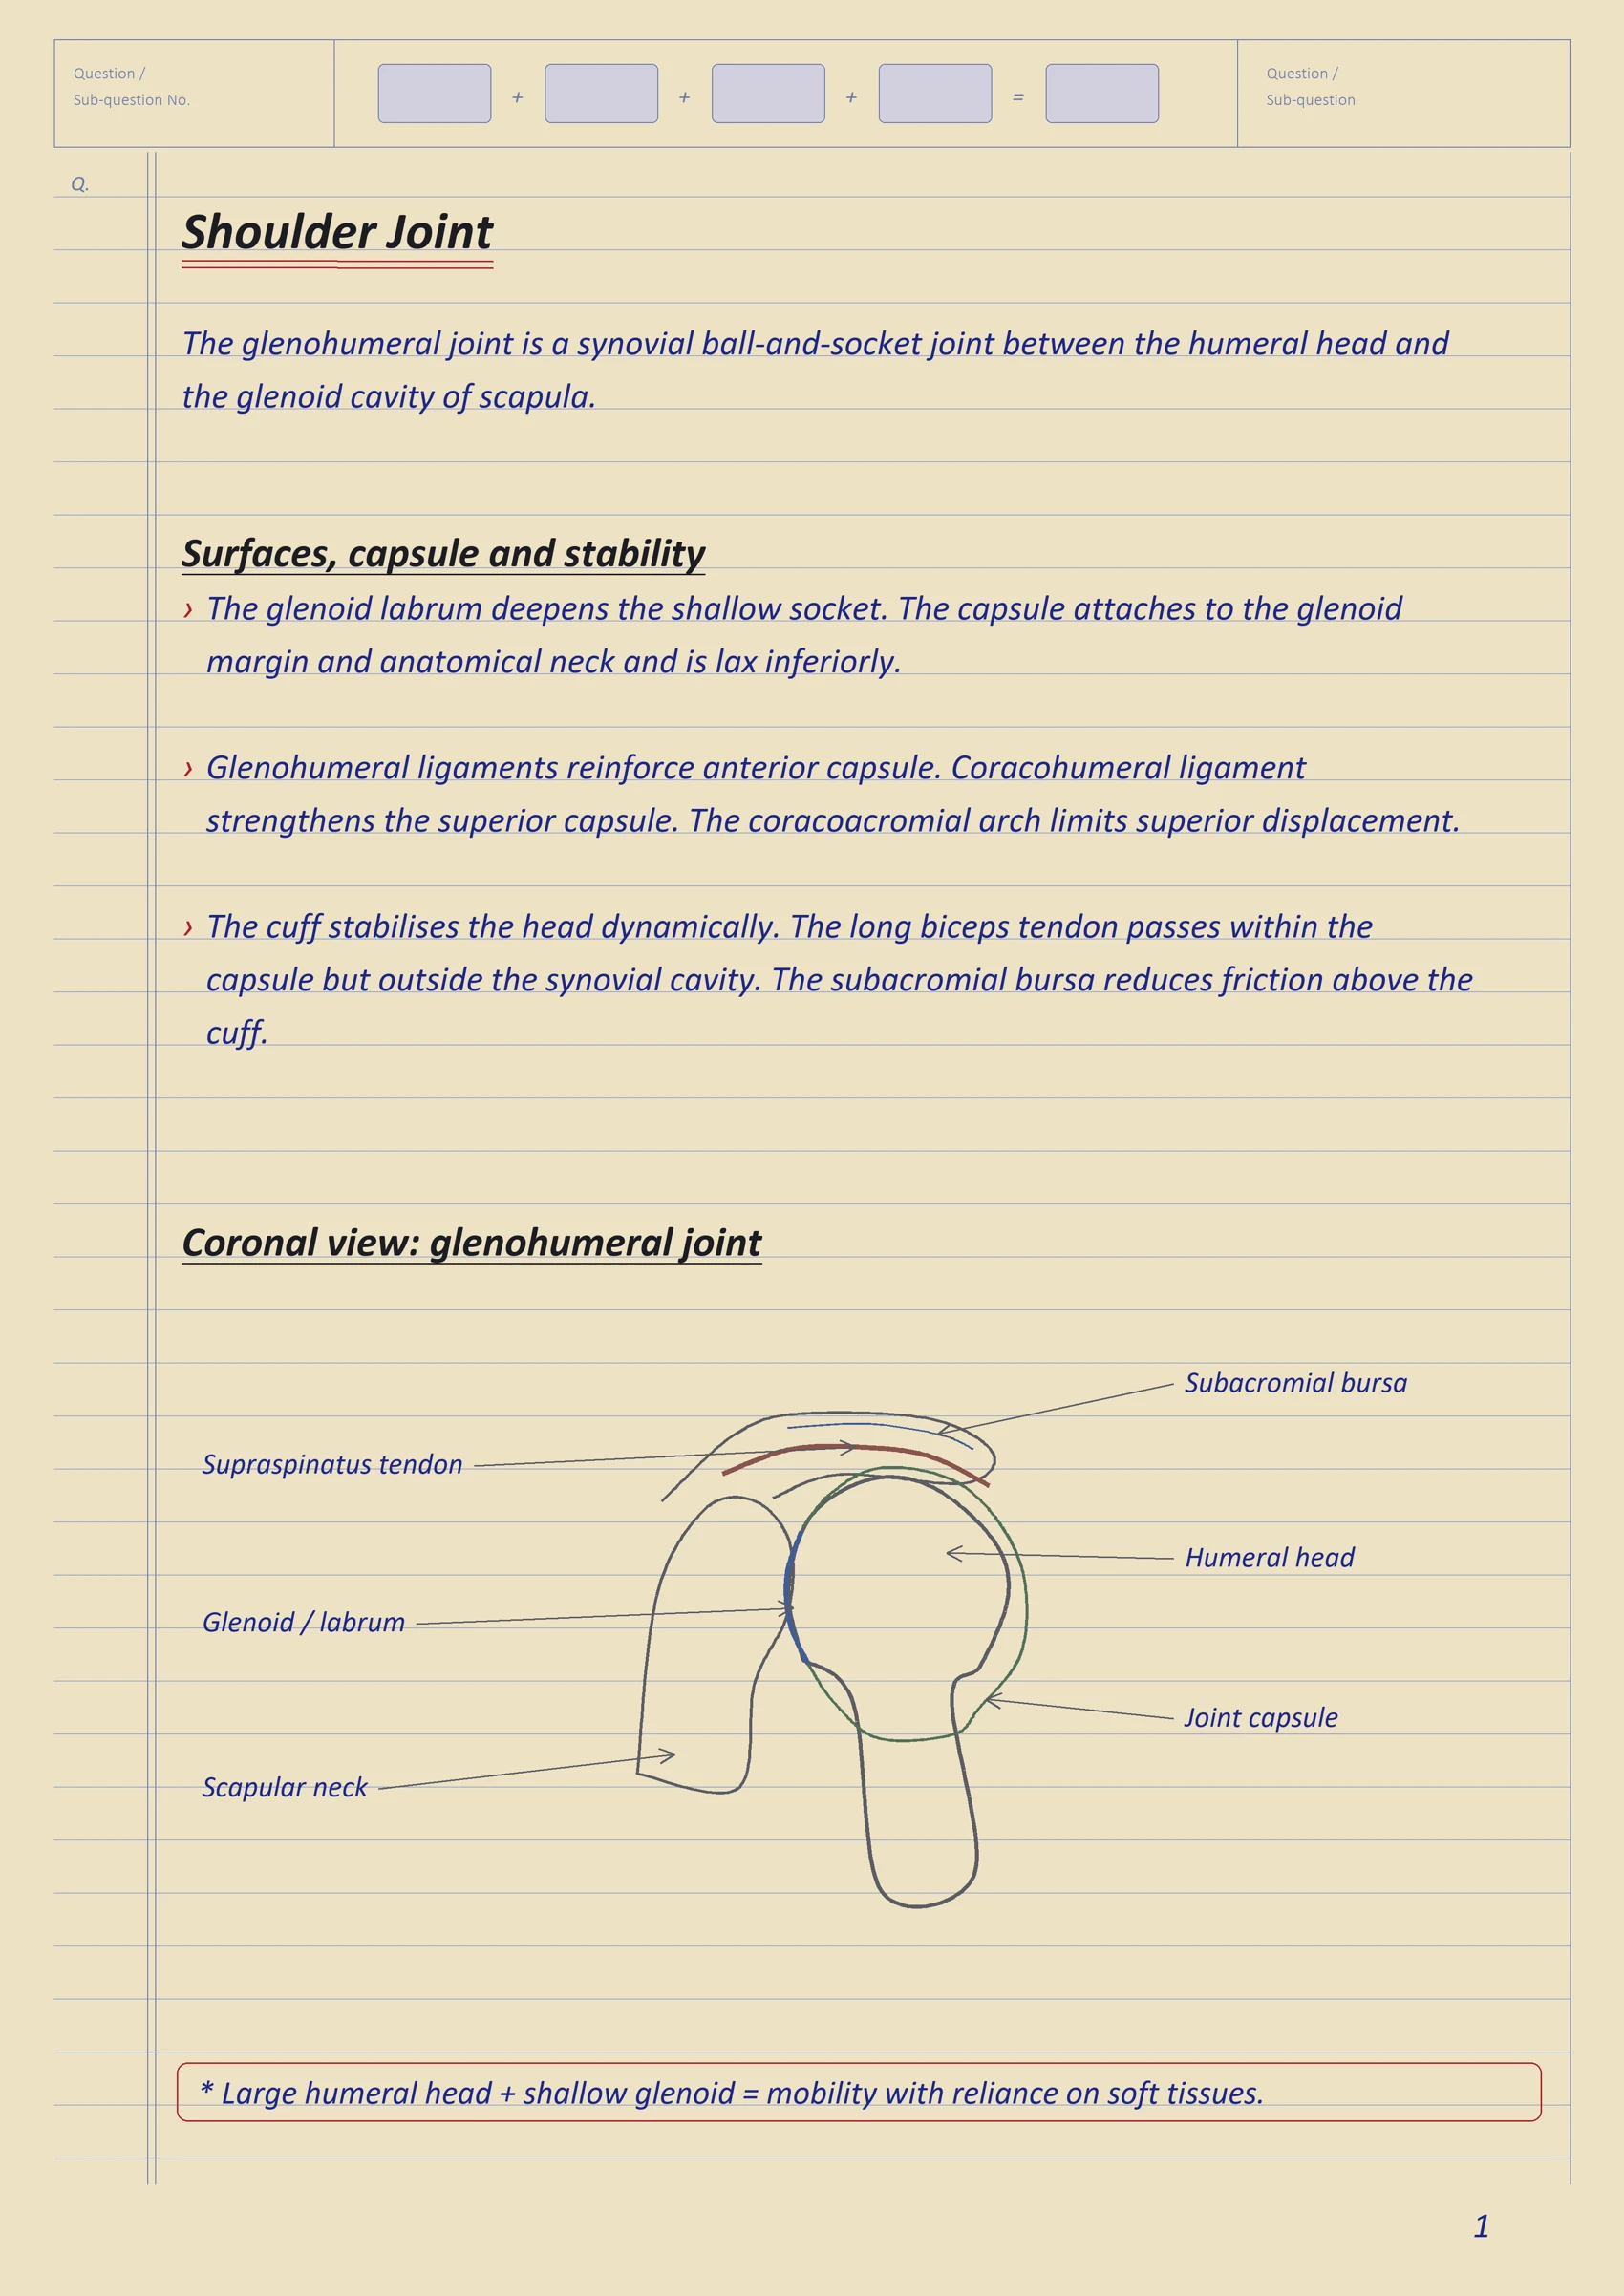 Question /
Sub-question No.
+ + + =
Question /
Sub-question
Q.
Shoulder Joint
The glenohumeral joint is a synovial ball-and-socket joint between the humeral head and
the glenoid cavity of scapula.
Surfaces, capsule and stability
› The glenoid labrum deepens the shallow socket. The capsule attaches to the glenoid
margin and anatomical neck and is lax inferiorly.
› Glenohumeral ligaments reinforce anterior capsule. Coracohumeral ligament
strengthens the superior capsule. The coracoacromial arch limits superior displacement.
› The cuff stabilises the head dynamically. The long biceps tendon passes within the
capsule but outside the synovial cavity. The subacromial bursa reduces friction above the
cuff.
Coronal view: glenohumeral joint
Subacromial bursa
Supraspinatus tendon
Humeral head
Glenoid / labrum
Joint capsule
Scapular neck
* Large humeral head + shallow glenoid = mobility with reliance on soft tissues.
1